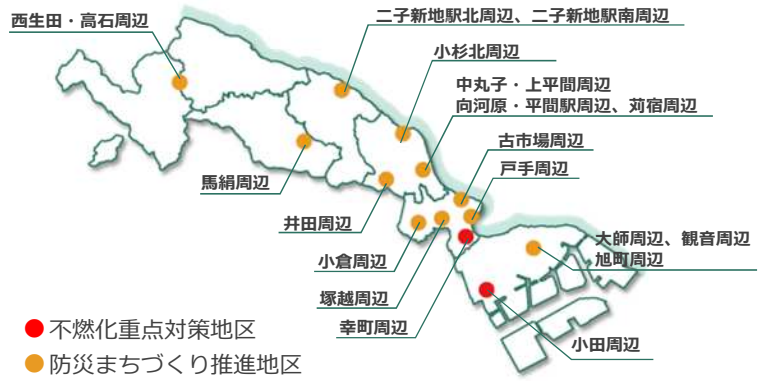 西生田・高石周辺
二子新地駅北周辺、二子新地駅南周辺
小杉北周辺
中丸子・上平間周辺
向河原・平間駅周辺、苅宿周辺
古市場周辺
戸手周辺
馬絹周辺
井田周辺
大師周辺、観音周辺
旭町周辺
小倉周辺
塚越周辺
幸町周辺
小田周辺
不燃化重点対策地区
防災まちづくり推進地区